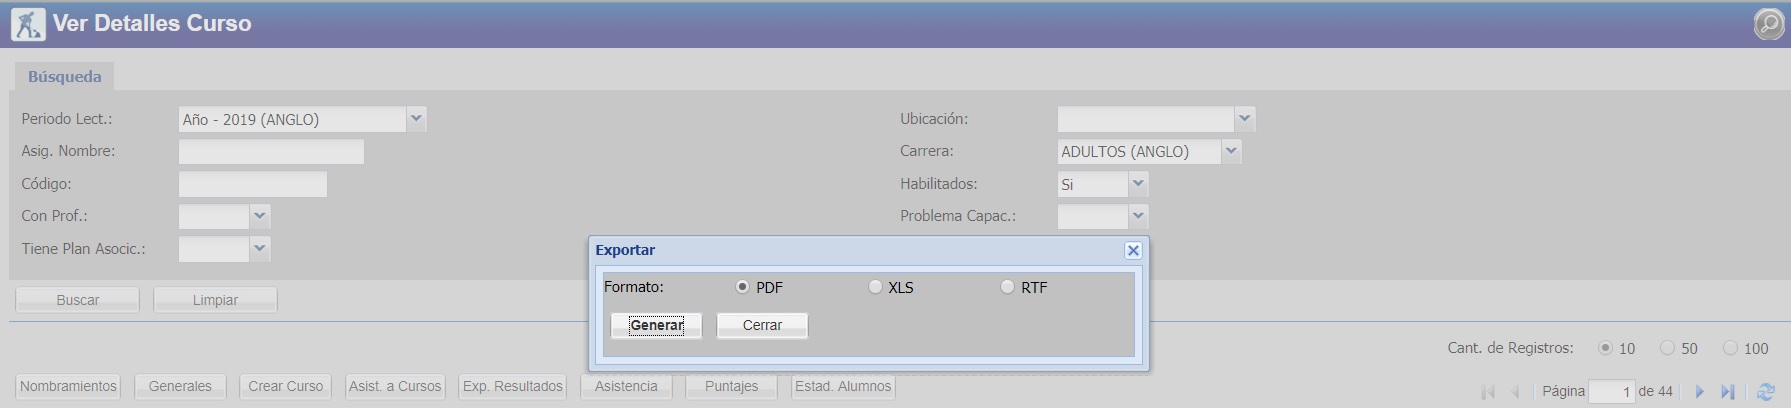 Ver Detalles Curso
Búsqueda
Periodo Lect.: Año - 2019 (ANGLO) Ubicación:
Asig. Nombre: Carrera: ADULTOS (ANGLO)
Código: Habilitados: Si
Con Prof.: Problema Capac.:
Tiene Plan Asocic.:
Exportar
Formato: PDF XLS RTF
Generar Cerrar
Buscar Limpiar
Cant. de Registros: 10 50 100
Nombramientos Generales Crear Curso Asist. a Cursos Exp. Resultados Asistencia Puntajes Estad. Alumnos
Página 1 de 44